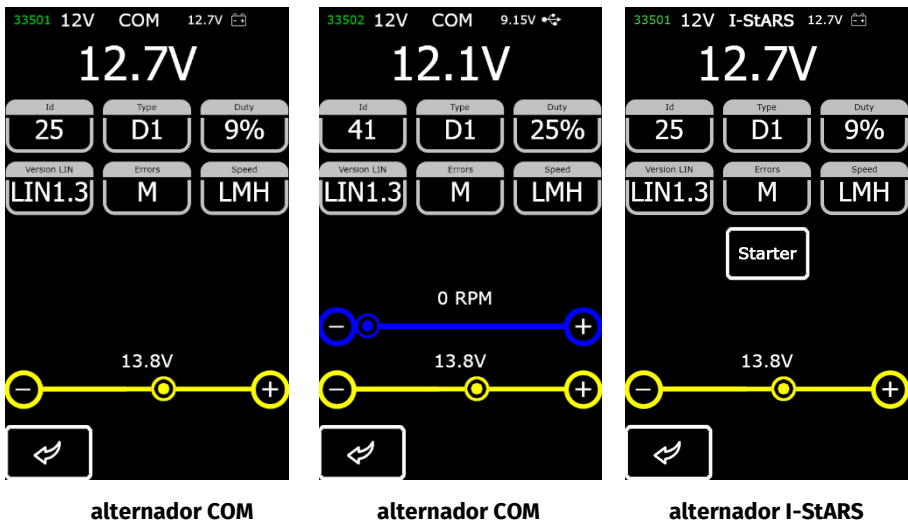 33501 12V COM 12.7V
12.7V
Id Type Duty
25 D1 9%
Version LIN Errors Speed
LIN1.3 M LMH
13.8V
alternador COM
33502 12V COM 9.15V
12.1V
Id Type Duty
41 D1 25%
Version LIN Errors Speed
LIN1.3 M LMH
0 RPM
13.8V
alternador COM
33501 12V I-StARS 12.7V
12.7V
Id Type Duty
25 D1 9%
Version LIN Errors Speed
LIN1.3 M LMH
Starter
13.8V
alternador I-StARS